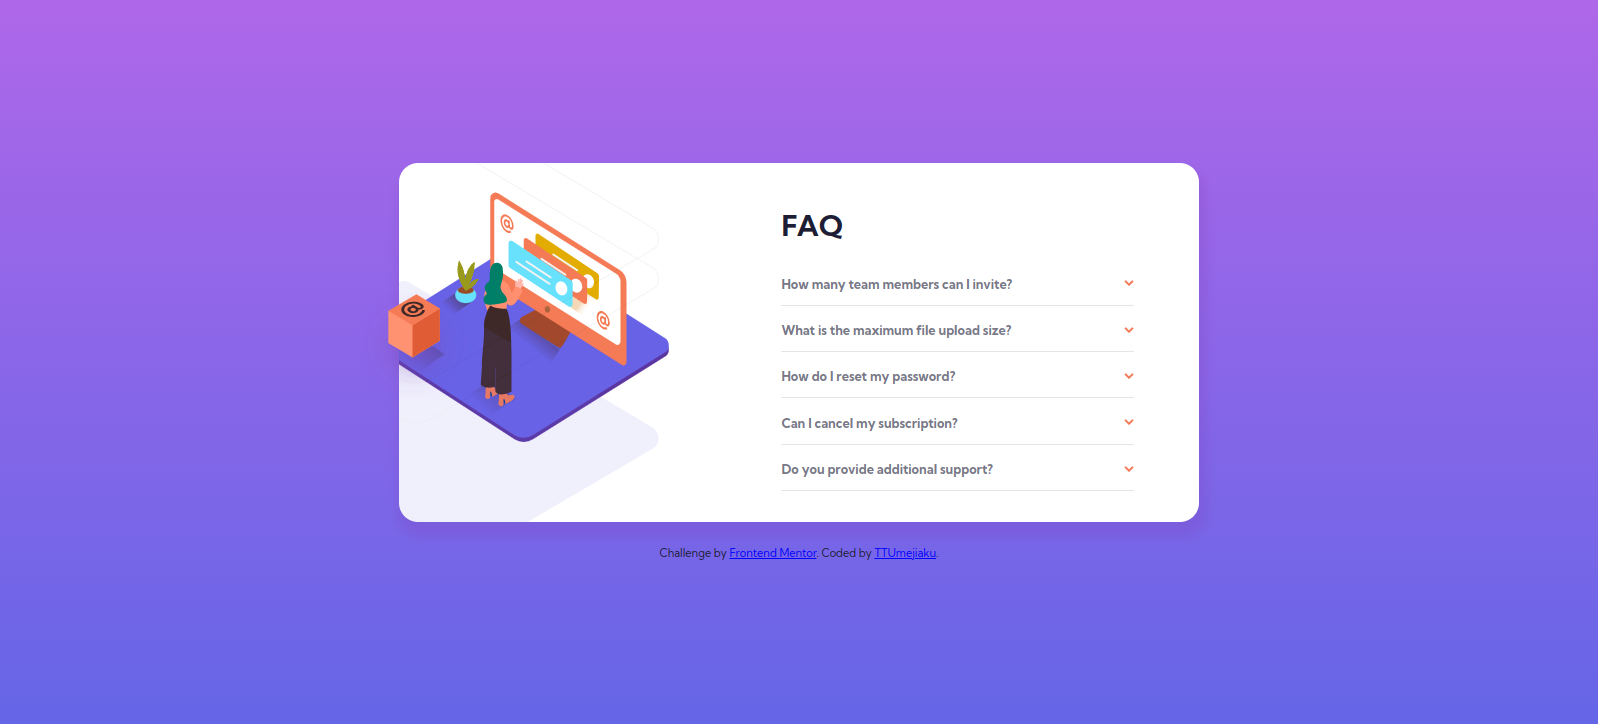 FAQ
How many team members can I invite?
What is the maximum file upload size?
How do I reset my password?
Can I cancel my subscription?
Do you provide additional support?
Challenge by Frontend Mentor. Coded by TTUmejiaku.